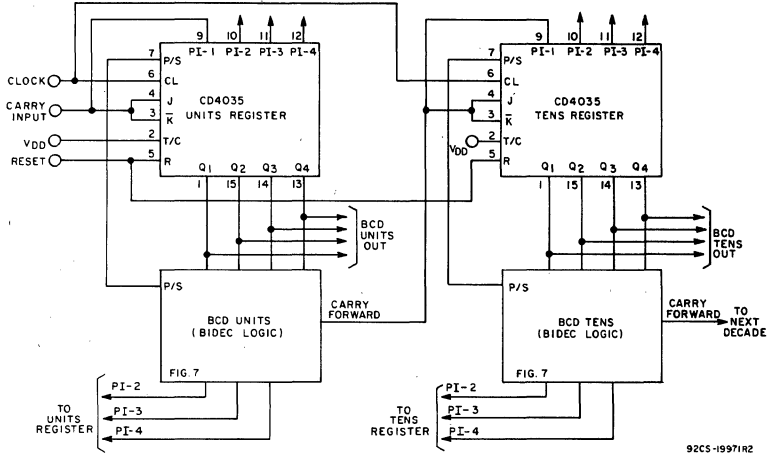 9 10 11 12
PI-1 PI-2 PI-3 PI-4
7 P/S
CLOCK 6 CL
CARRY INPUT
4 J
3 K̅
CD4035
UNITS REGISTER
VDD 2 T/C
RESET 5 R
Q1 Q2 Q3 Q4
1 15 14 13
BCD
UNITS
OUT
P/S
BCD UNITS
(BIDEC LOGIC)
FIG. 7
CARRY
FORWARD
PI-2
PI-3
PI-4
TO
UNITS
REGISTER
9 10 11 12
PI-1 PI-2 PI-3 PI-4
7 P/S
6 CL
4 J
3 K̅
CD4035
TENS REGISTER
VDD 2 T/C
5 R
Q1 Q2 Q3 Q4
1 15 14 13
BCD
TENS
OUT
P/S
BCD TENS
(BIDEC LOGIC)
FIG. 7
CARRY
FORWARD
TO
NEXT
DECADE
PI-2
PI-3
PI-4
TO
TENS
REGISTER
92CS-19971R2